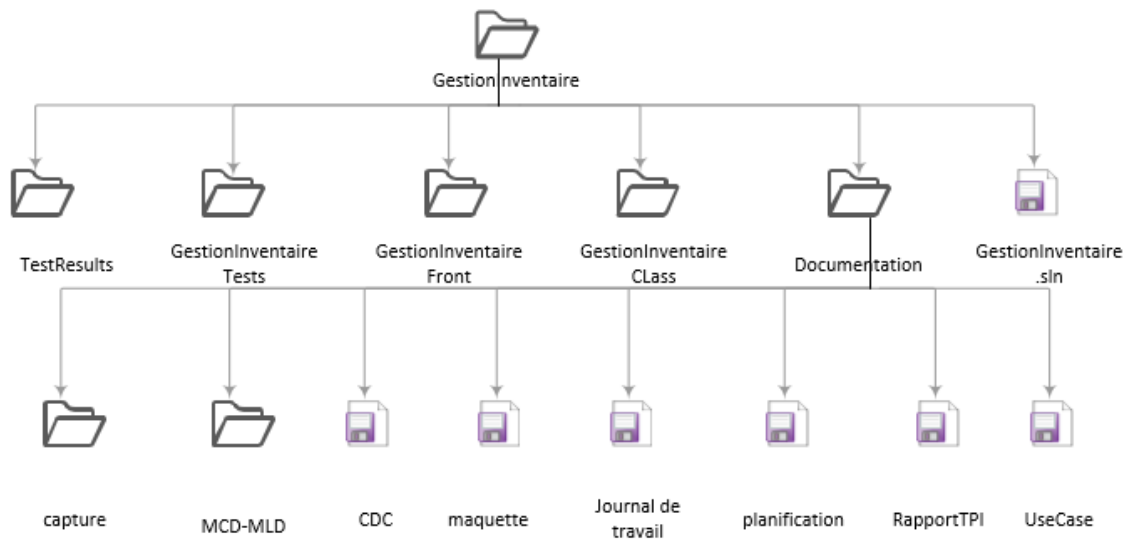 GestionInventaire
TestResults
GestionInventaire
Tests
GestionInventaire
Front
GestionInventaire
CLass
Documentation
GestionInventaire
.sln
capture
MCD-MLD
CDC
maquette
Journal de
travail
planification
RapportTPI
UseCase